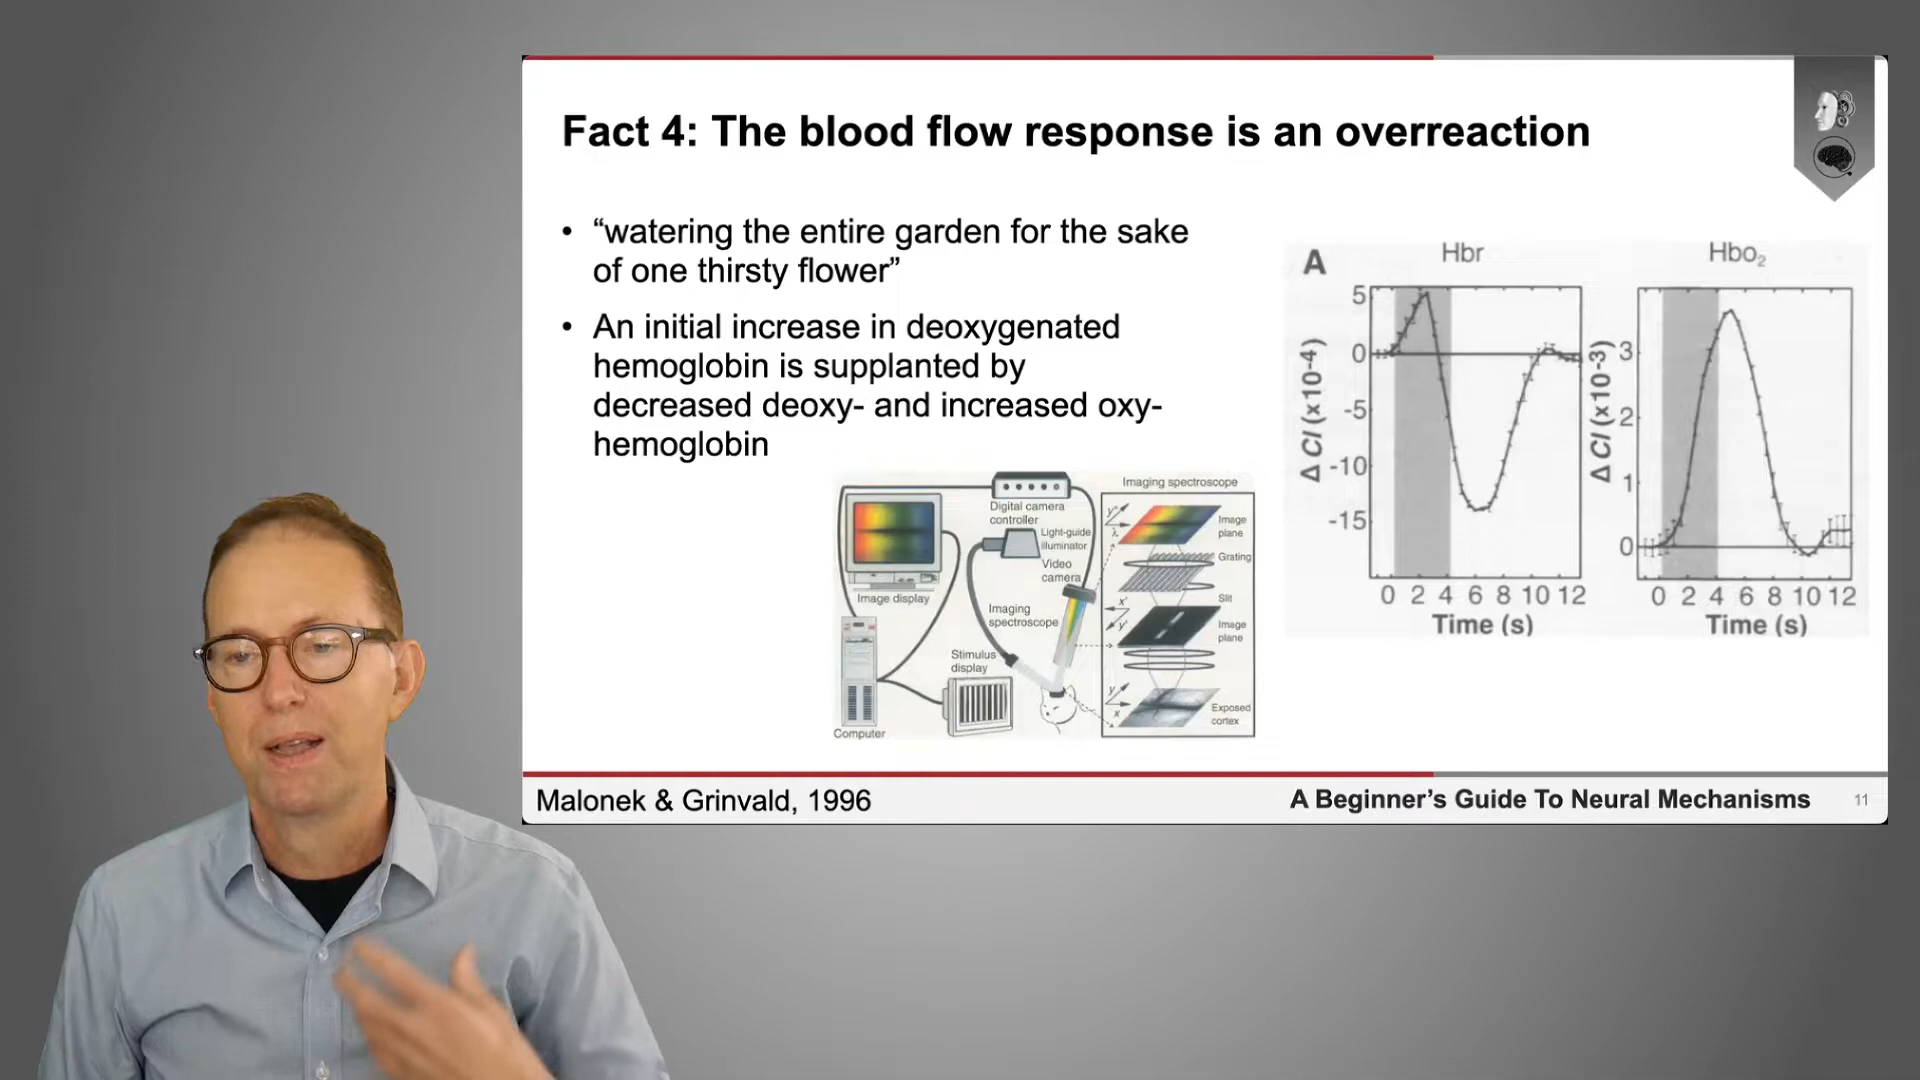 Fact 4: The blood flow response is an overreaction
• “watering the entire garden for the sake
of one thirsty flower”
• An initial increase in deoxygenated
hemoglobin is supplanted by
decreased deoxy- and increased oxy-
hemoglobin
Digital camera
controller
Light-guide
illuminator
Video
camera
Image display
Imaging
spectroscope
Stimulus
display
Computer
Imaging spectroscope
y'
λ
Image
plane
Grating
Slit
x'
y'
Image
plane
y
x
Exposed
cortex
A
Hbr
Δ CI (x10-4)
5
0
-5
-10
-15
0 2 4 6 8 10 12
Time (s)
Hbo2
Δ CI (x10-3)
3
2
1
0
0 2 4 6 8 10 12
Time (s)
Malonek & Grinvald, 1996
A Beginner’s Guide To Neural Mechanisms
11